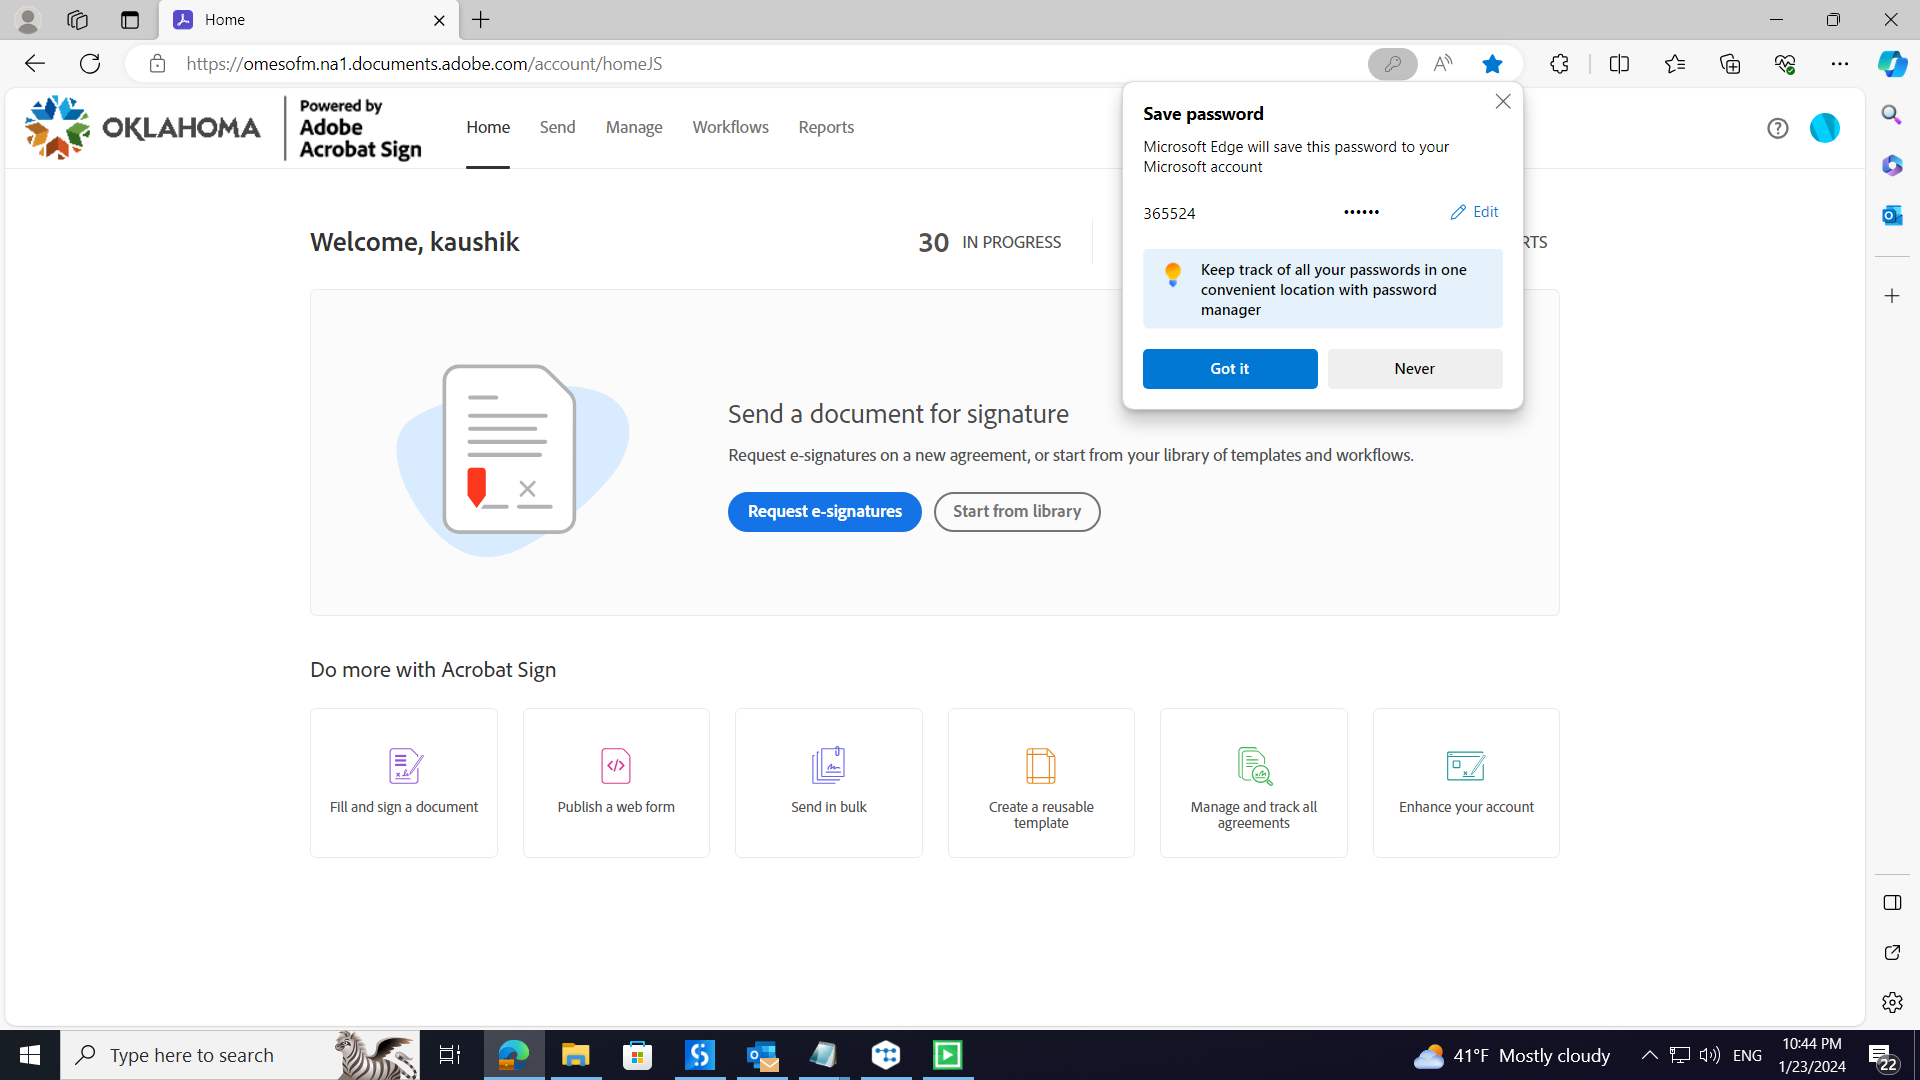 Home
https://omesofm.na1.documents.adobe.com/account/homeJS
OKLAHOMA
Powered by
Adobe
Acrobat Sign
Home
Send
Manage
Workflows
Reports
Save password
Microsoft Edge will save this password to your
Microsoft account
365524
••••••
Edit
Keep track of all your passwords in one
convenient location with password
manager
Got it
Never
Welcome, kaushik
30 IN PROGRESS
RTS
Send a document for signature
Request e-signatures on a new agreement, or start from your library of templates and workflows.
Request e-signatures
Start from library
Do more with Acrobat Sign
Fill and sign a document
Publish a web form
Send in bulk
Create a reusable
template
Manage and track all
agreements
Enhance your account
Type here to search
41°F Mostly cloudy
ENG
10:44 PM
1/23/2024
22